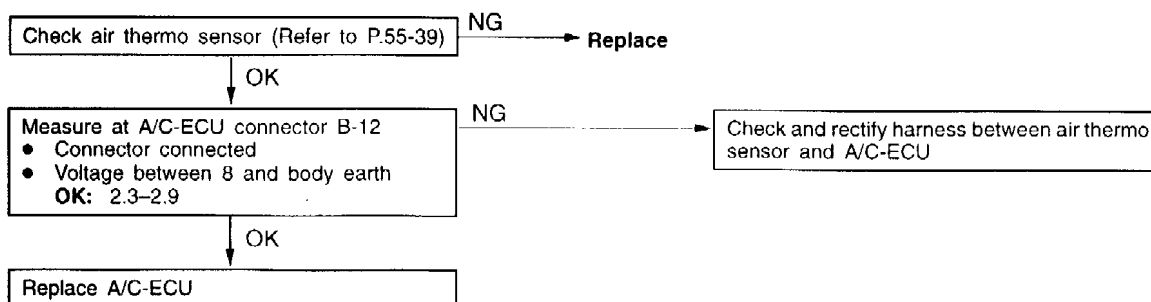 Check air thermo sensor (Refer to P.55-39)
NG
Replace
OK
Measure at A/C-ECU connector B-12
● Connector connected
● Voltage between 8 and body earth
OK: 2.3–2.9
NG
Check and rectify harness between air thermo
sensor and A/C-ECU
OK
Replace A/C-ECU